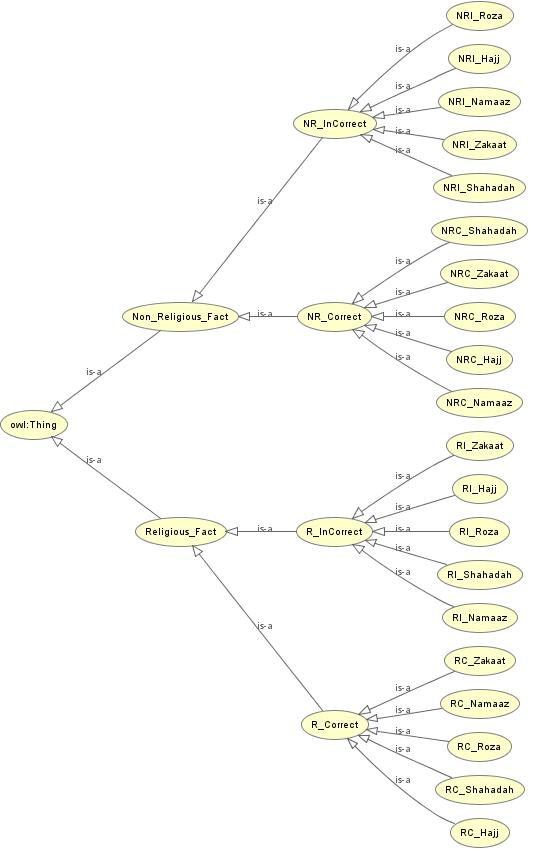 NRI_Roza
is-a
NRI_Hajj
is-a
NRI_Namaaz
is-a
NR_InCorrect
is-a
NRI_Zakaat
is-a
NRI_Shahadah
is-a
NRC_Shahadah
is-a
NRC_Zakaat
is-a
Non_Religious_Fact
is-a
NR_Correct
is-a
NRC_Roza
is-a
NRC_Hajj
is-a
is-a
NRC_Namaaz
owl:Thing
RI_Zakaat
is-a
is-a
RI_Hajj
is-a
Religious_Fact
is-a
R_InCorrect
is-a
RI_Roza
is-a
RI_Shahadah
is-a
RI_Namaaz
is-a
RC_Zakaat
is-a
RC_Namaaz
is-a
R_Correct
is-a
RC_Roza
is-a
is-a
RC_Shahadah
RC_Hajj